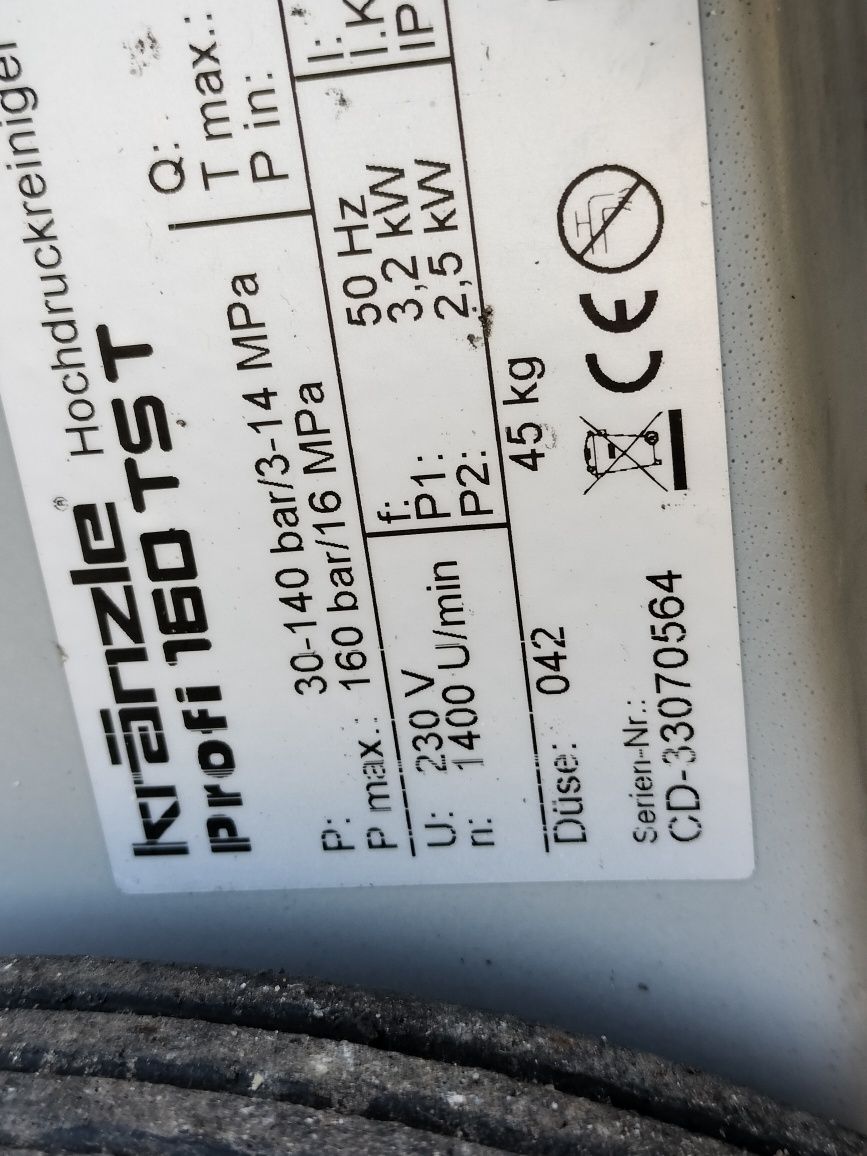 kränzle® Hochdruckreiniger
Profi 160 TS T
P: 30-140 bar/3-14 MPa Q:
P max.: 160 bar/16 MPa T max.:
P in:
U: 230 V f: 50 Hz I:
n: 1400 U/min P1: 3,2 kW I.K
P2: 2,5 kW IP
Düse: 042 45 kg
Serien-Nr.:
CD-33070564
CE